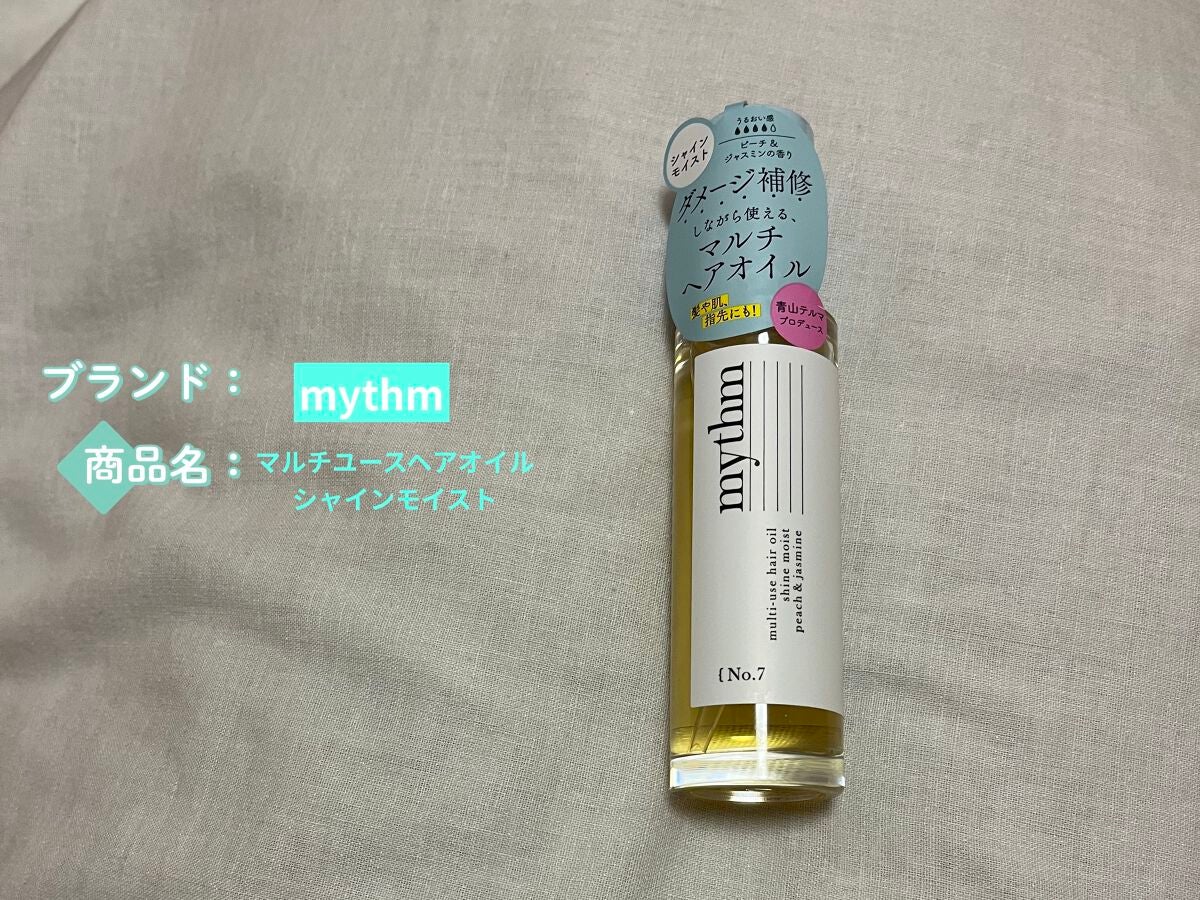 ブランド:
mythm
商品名:
マルチユースヘアオイル
シャインモイスト
シャイン
モイスト
うるおい感
ピーチ&
ジャスミンの香り
ダメージ補修
しながら使える、
マルチ
ヘアオイル
髪や肌、
指先にも!
青山テルマ
プロデュース
mythm
multi-use hair oil
shine moist
peach & jasmine
{ No.7